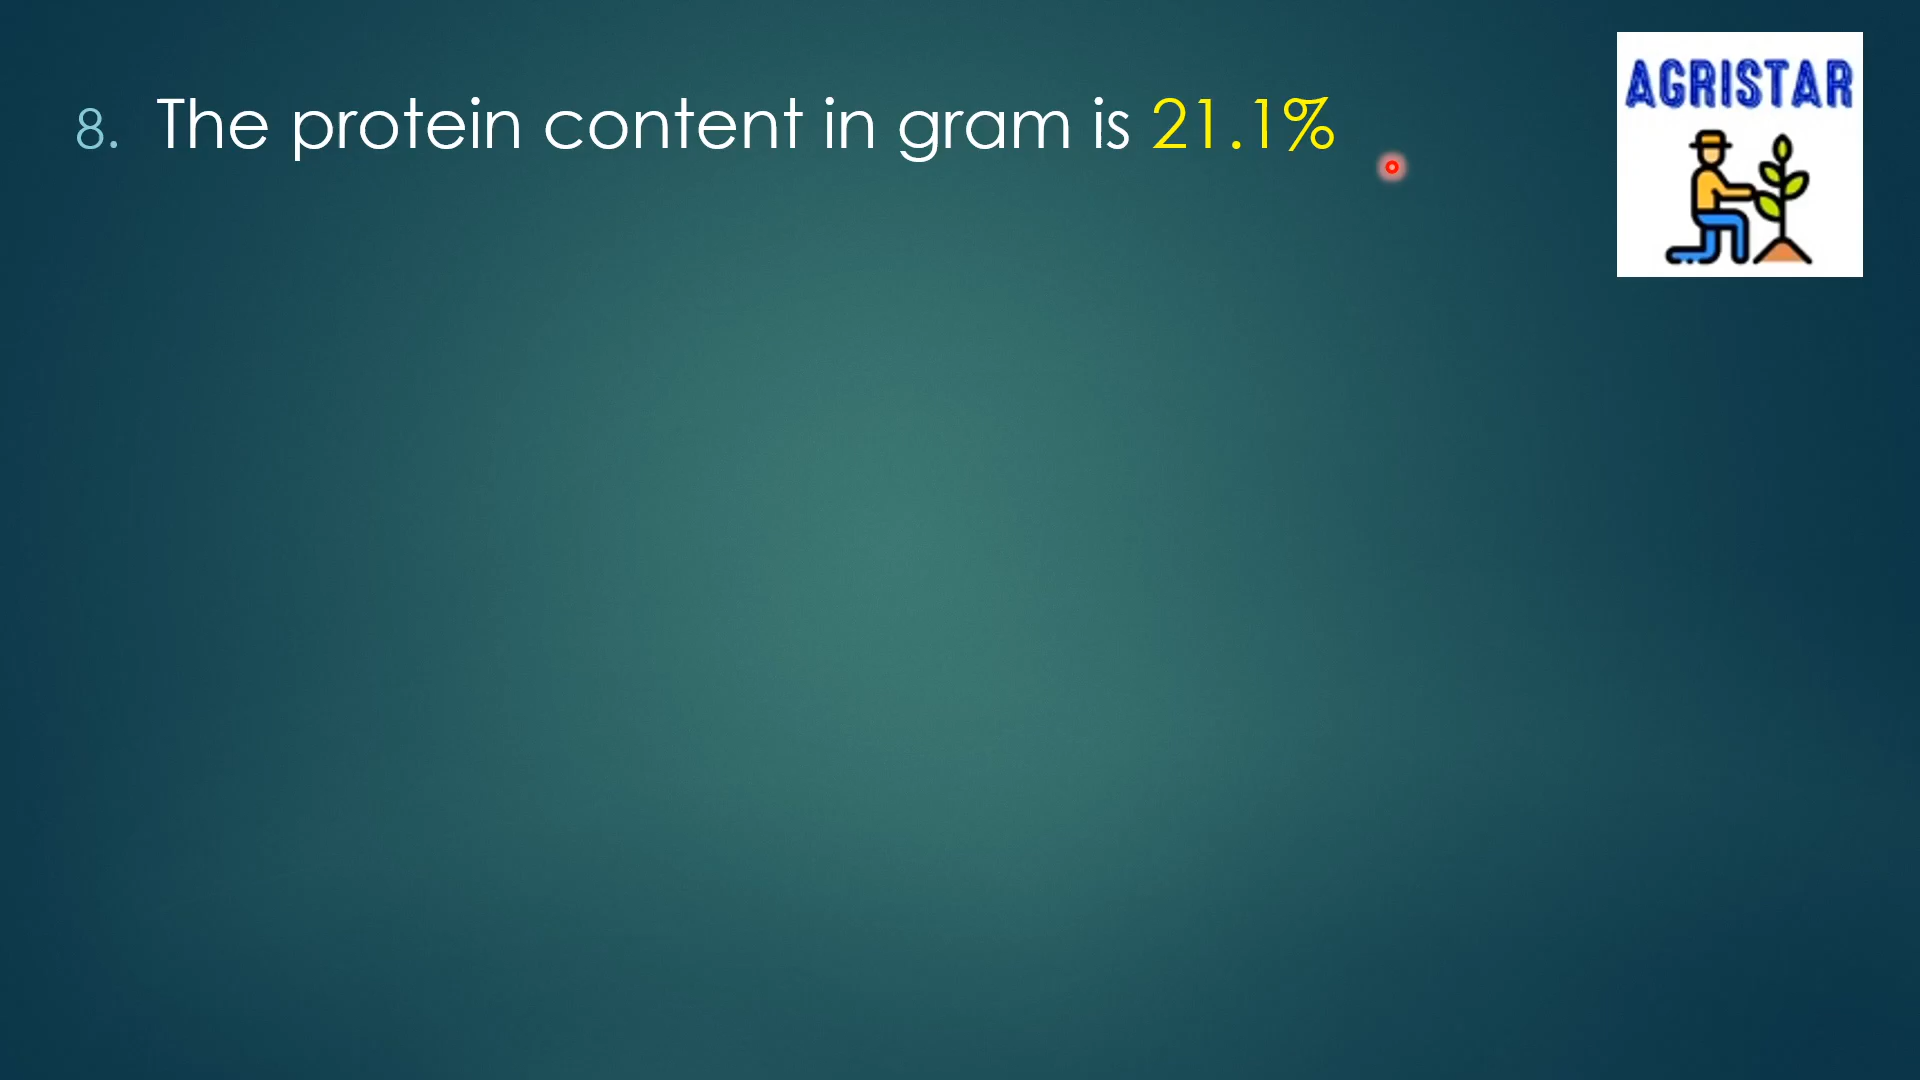 8. The protein content in gram is 21.1%
AGRISTAR